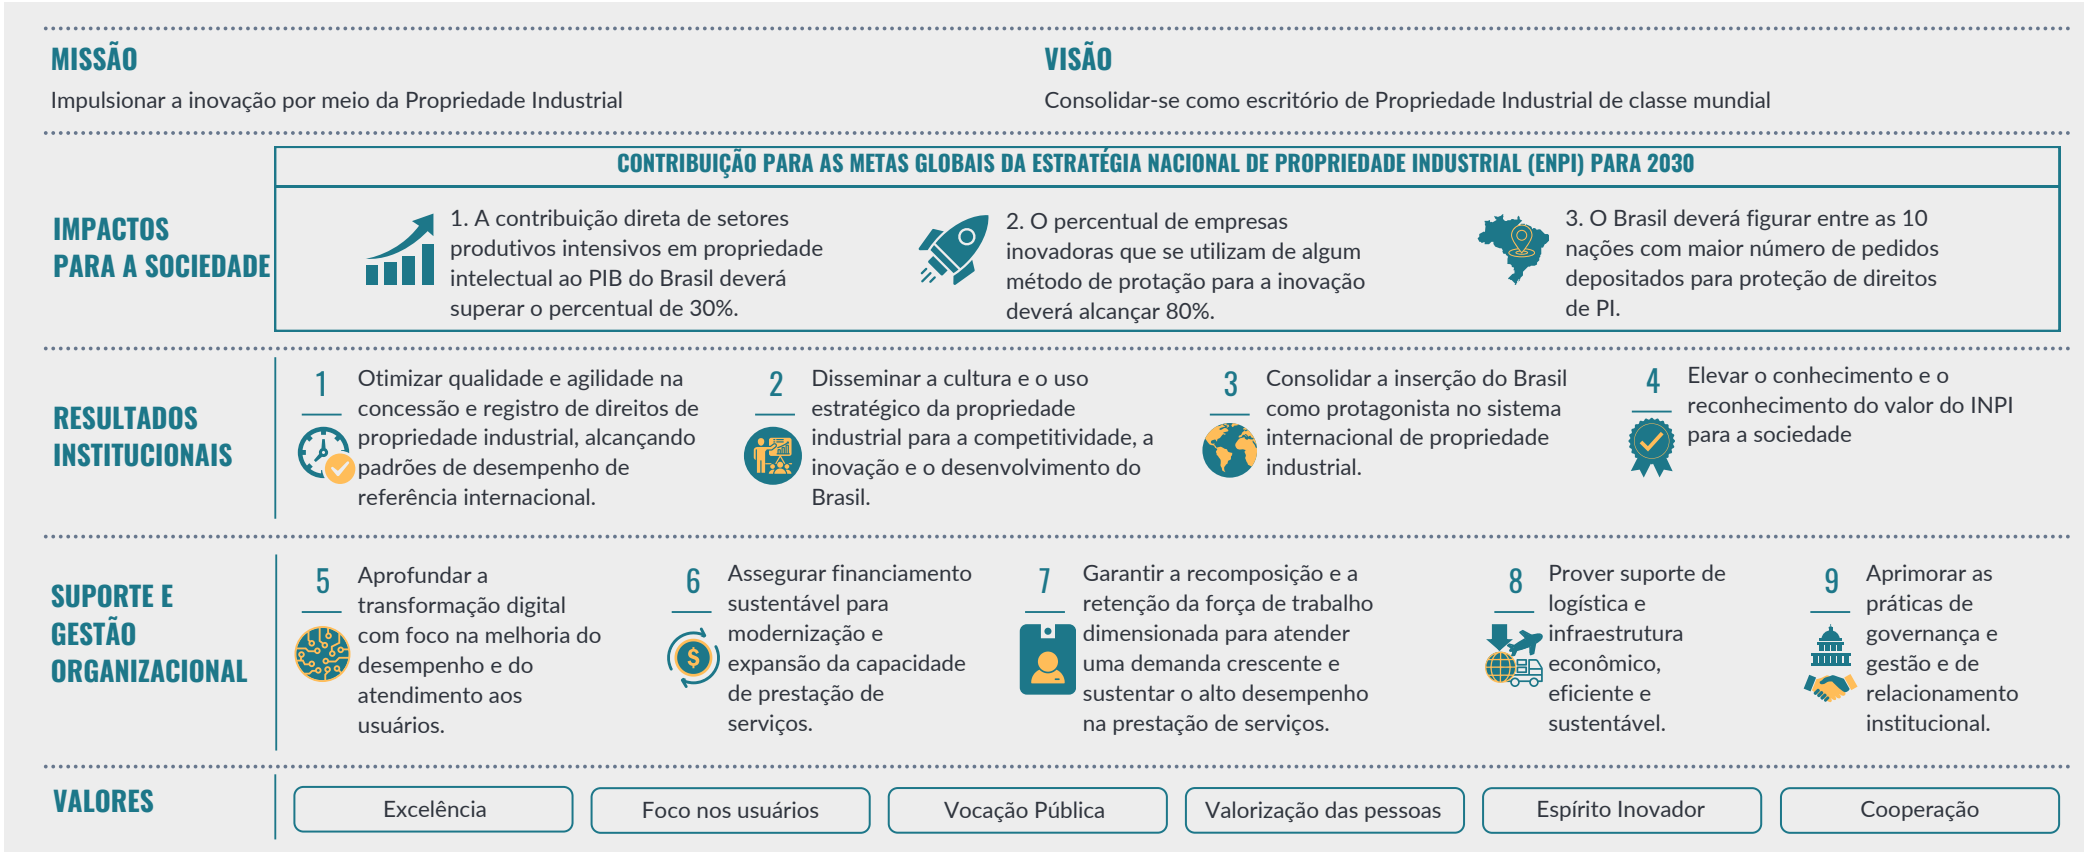 MISSÃO
Impulsionar a inovação por meio da Propriedade Industrial
VISÃO
Consolidar-se como escritório de Propriedade Industrial de classe mundial
IMPACTOS
PARA A SOCIEDADE
CONTRIBUIÇÃO PARA AS METAS GLOBAIS DA ESTRATÉGIA NACIONAL DE PROPRIEDADE INDUSTRIAL (ENPI) PARA 2030
1. A contribuição direta de setores
produtivos intensivos em propriedade
intelectual ao PIB do Brasil deverá
superar o percentual de 30%.
2. O percentual de empresas
inovadoras que se utilizam de algum
método de protação para a inovação
deverá alcançar 80%.
3. O Brasil deverá figurar entre as 10
nações com maior número de pedidos
depositados para proteção de direitos
de PI.
RESULTADOS
INSTITUCIONAIS
1
Otimizar qualidade e agilidade na
concessão e registro de direitos de
propriedade industrial, alcançando
padrões de desempenho de
referência internacional.
2
Disseminar a cultura e o uso
estratégico da propriedade
industrial para a competitividade, a
inovação e o desenvolvimento do
Brasil.
3
Consolidar a inserção do Brasil
como protagonista no sistema
internacional de propriedade
industrial.
4
Elevar o conhecimento e o
reconhecimento do valor do INPI
para a sociedade
SUPORTE E
GESTÃO
ORGANIZACIONAL
5
Aprofundar a
transformação digital
com foco na melhoria do
desempenho e do
atendimento aos
usuários.
6
Assegurar financiamento
sustentável para
modernização e
expansão da capacidade
de prestação de
serviços.
7
Garantir a recomposição e a
retenção da força de trabalho
dimensionada para atender
uma demanda crescente e
sustentar o alto desempenho
na prestação de serviços.
8
Prover suporte de
logística e
infraestrutura
econômico,
eficiente e
sustentável.
9
Aprimorar as
práticas de
governança e
gestão e de
relacionamento
institucional.
VALORES
Excelência
Foco nos usuários
Vocação Pública
Valorização das pessoas
Espírito Inovador
Cooperação